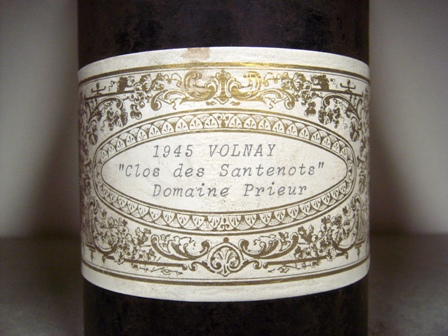 1945 VOLNAY
"Clos des Santenots"
Domaine Prieur